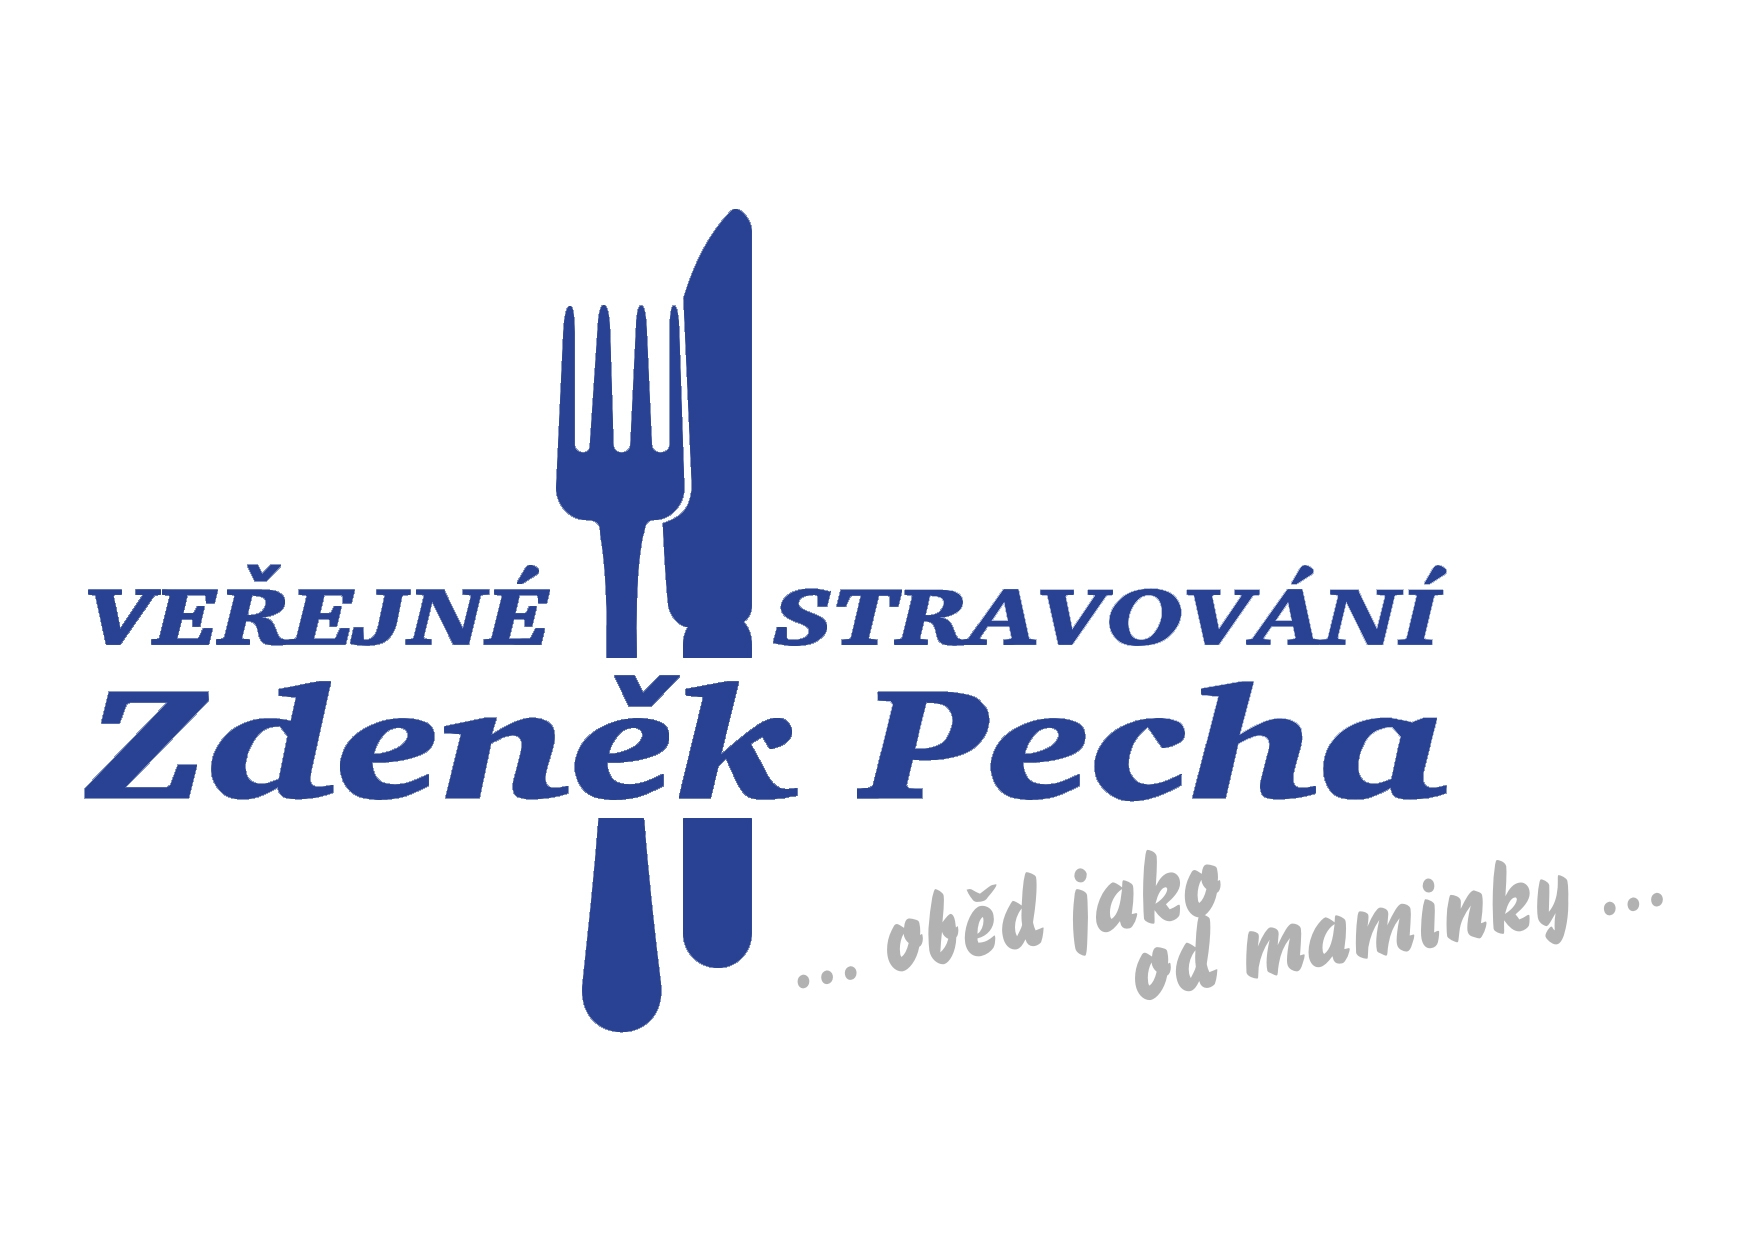 VEŘEJNÉ STRAVOVÁNÍ
Zdeněk Pecha
... oběd jako
od maminky ...